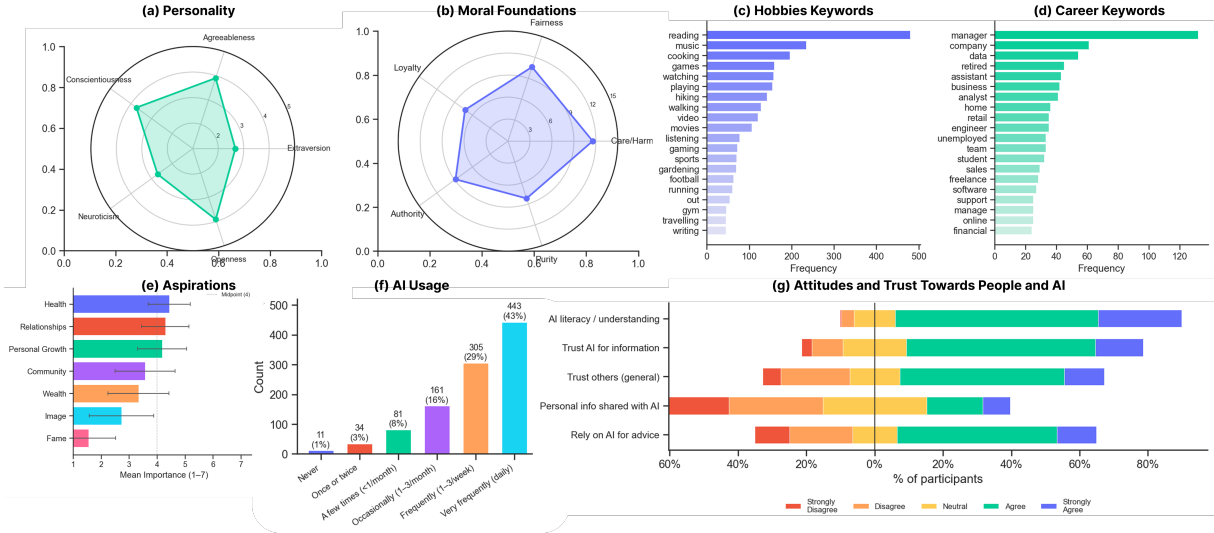 (a) Personality
1.0
0.8
0.6
0.4
0.2
0.0
0.0
0.2
0.4
0.6
0.8
1.0
Agreeableness
Conscientiousness
Extraversion
Neuroticism
Openness
2
3
4
5
(b) Moral Foundations
1.0
0.8
0.6
0.4
0.2
0.0
0.0
0.2
0.4
0.6
0.8
1.0
Fairness
Loyalty
Care/Harm
Authority
Purity
3
6
9
12
15
(c) Hobbies Keywords
reading
music
cooking
games
watching
playing
hiking
walking
video
movies
listening
gaming
sports
gardening
football
running
out
gym
travelling
writing
0 100 200 300 400 500
Frequency
(d) Career Keywords
manager
company
data
retired
assistant
business
analyst
home
retail
engineer
unemployed
team
student
sales
freelance
software
support
manage
online
financial
0 20 40 60 80 100 120
Frequency
(e) Aspirations
Midpoint (4)
Health
Relationships
Personal Growth
Community
Wealth
Image
Fame
1 2 3 4 5 6 7
Mean Importance (1–7)
(f) AI Usage
Count
500
400
300
200
100
0
11
(1%)
34
(3%)
81
(8%)
161
(16%)
305
(29%)
443
(43%)
Never
Once or twice
A few times (<1/month)
Occasionally (1–3/month)
Frequently (1–3/week)
Very frequently (daily)
(g) Attitudes and Trust Towards People and AI
AI literacy / understanding
Trust AI for information
Trust others (general)
Personal info shared with AI
Rely on AI for advice
60% 40% 20% 0% 20% 40% 60% 80%
% of participants
Strongly
Disagree
Disagree
Neutral
Agree
Strongly
Agree